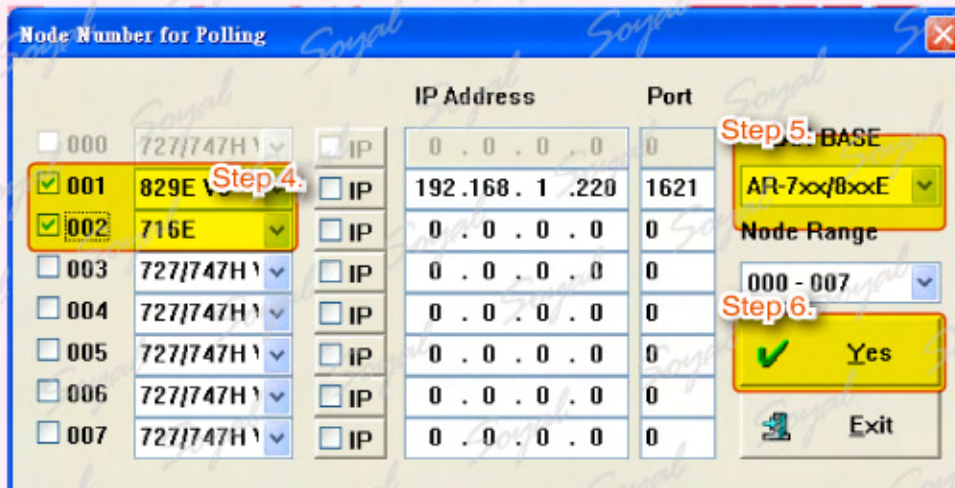 Node Number for Polling
IP Address Port
000 727/747H V IP 0 . 0 . 0 . 0 0
Step 5. BASE
001 829E Step 4. IP 192 .168 . 1 .220 1621 AR-7xx/8xxE
002 716E IP 0 . 0 . 0 . 0 0 Node Range
003 727/747H V IP 0 . 0 . 0 . 0 0 000 - 007
004 727/747H V IP 0 . 0 . 0 . 0 0 Step 6.
005 727/747H V IP 0 . 0 . 0 . 0 0 Yes
006 727/747H V IP 0 . 0 . 0 . 0 0
007 727/747H V IP 0 . 0 . 0 . 0 0 Exit
Soyal